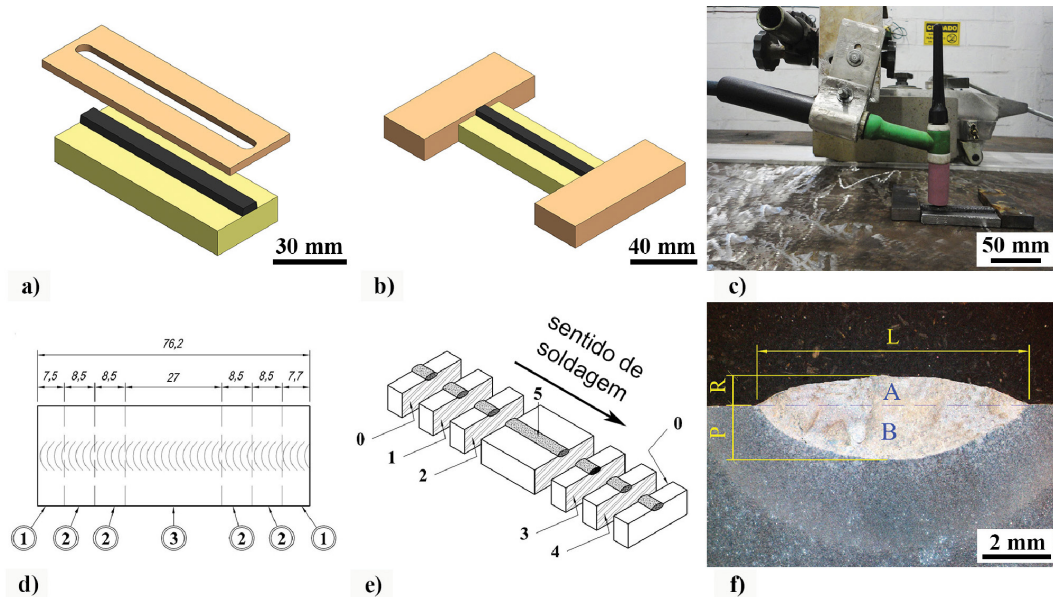 30 mm
a)
40 mm
b)
50 mm
c)
76,2
7,5 8,5 8,5 27 8,5 8,5 7,7
1 2 2 3 2 2 1
d)
sentido de
soldagem
5
0
0
1
2
3
4
e)
L
R
A
P
B
2 mm
f)